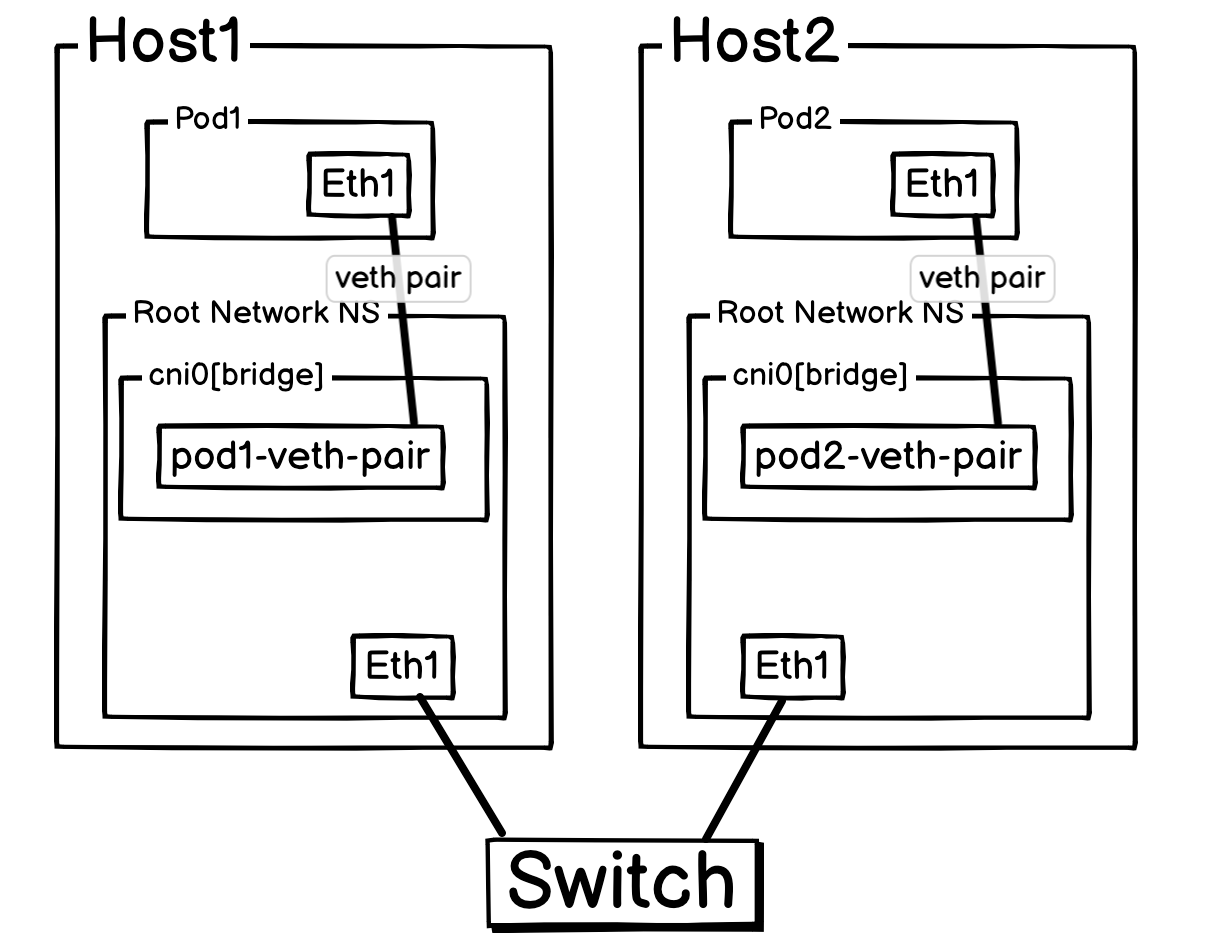 Host1
Pod1
Eth1
veth pair
Root Network NS
cni0[bridge]
pod1-veth-pair
Eth1
Host2
Pod2
Eth1
veth pair
Root Network NS
cni0[bridge]
pod2-veth-pair
Eth1
Switch